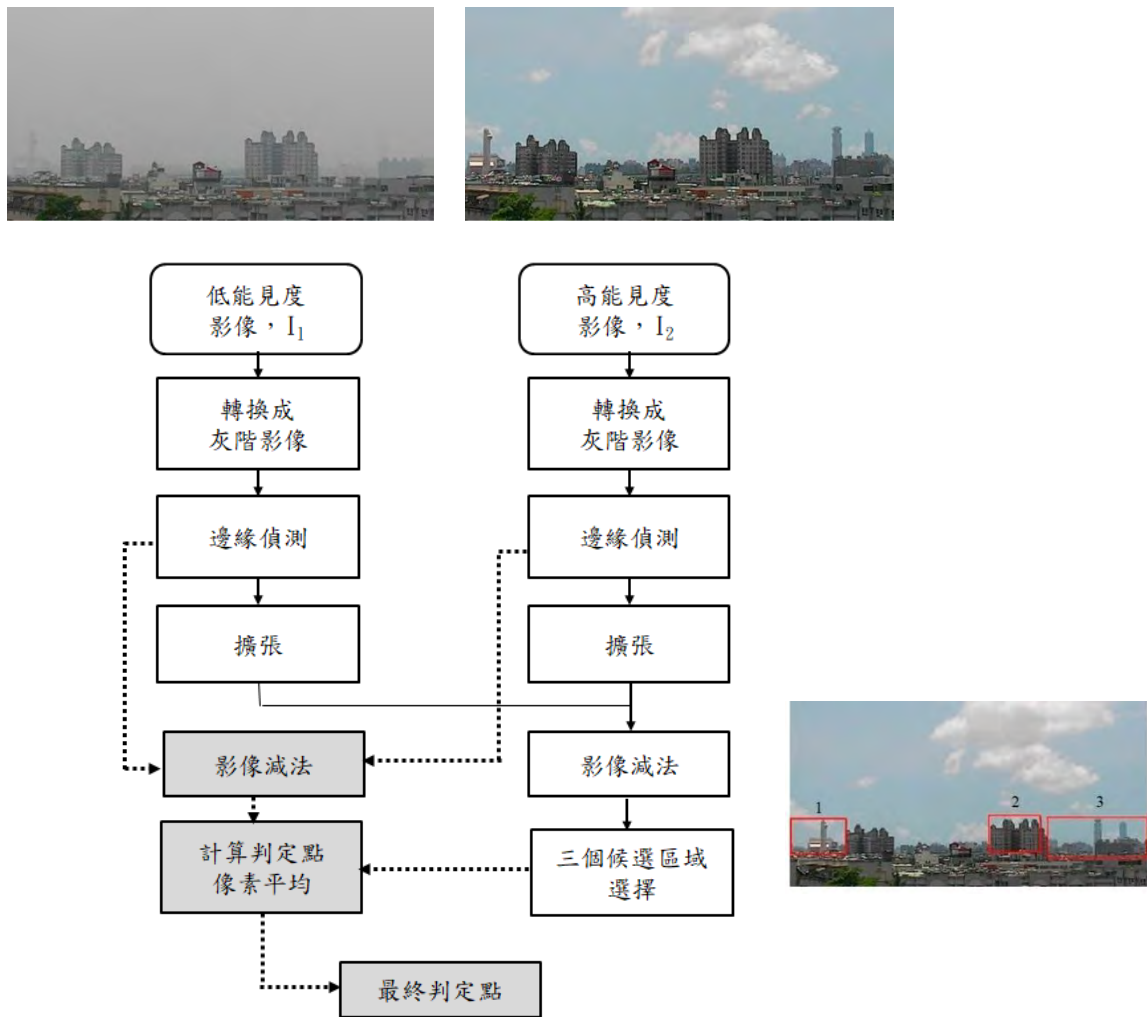 低能見度
影像，I₁
高能見度
影像，I₂
轉換成
灰階影像
轉換成
灰階影像
邊緣偵測
邊緣偵測
擴張
擴張
影像減法
影像減法
1
2
3
計算判定點
像素平均
三個候選區域
選擇
最終判定點